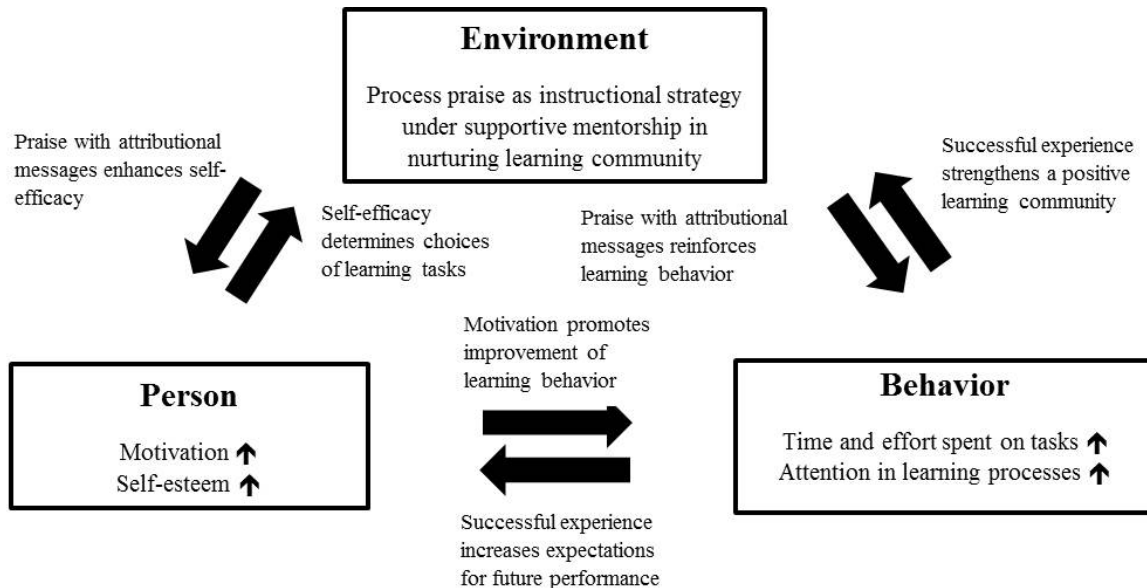 Environment
Process praise as instructional strategy
under supportive mentorship in
nurturing learning community
Praise with attributional
messages enhances self-
efficacy
Self-efficacy
determines choices
of learning tasks
Praise with attributional
messages reinforces
learning behavior
Successful experience
strengthens a positive
learning community
Motivation promotes
improvement of
learning behavior
Person
Motivation ↑
Self-esteem ↑
Behavior
Time and effort spent on tasks ↑
Attention in learning processes ↑
Successful experience
increases expectations
for future performance